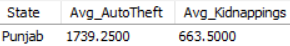 State Avg_AutoTheft Avg_Kidnappings
Punjab 1739.2500 663.5000